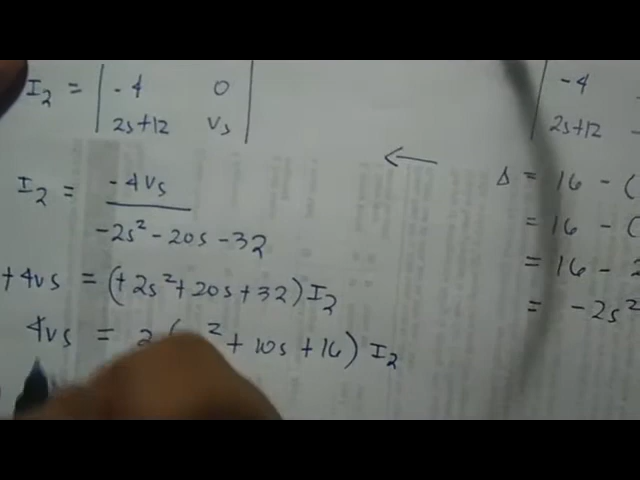 I₂ = | -4 0 |
| 2s+12 Vs |
I₂ = -4Vs
-2s² - 20s - 32
+4Vs = (+2s² + 20s + 32) I₂
4Vs = 2 ( ² + 10s + 16) I₂
| -4
2s+12 -
←
Δ = 16 - (
= 16 - (
= 16 - 2
= -2s²